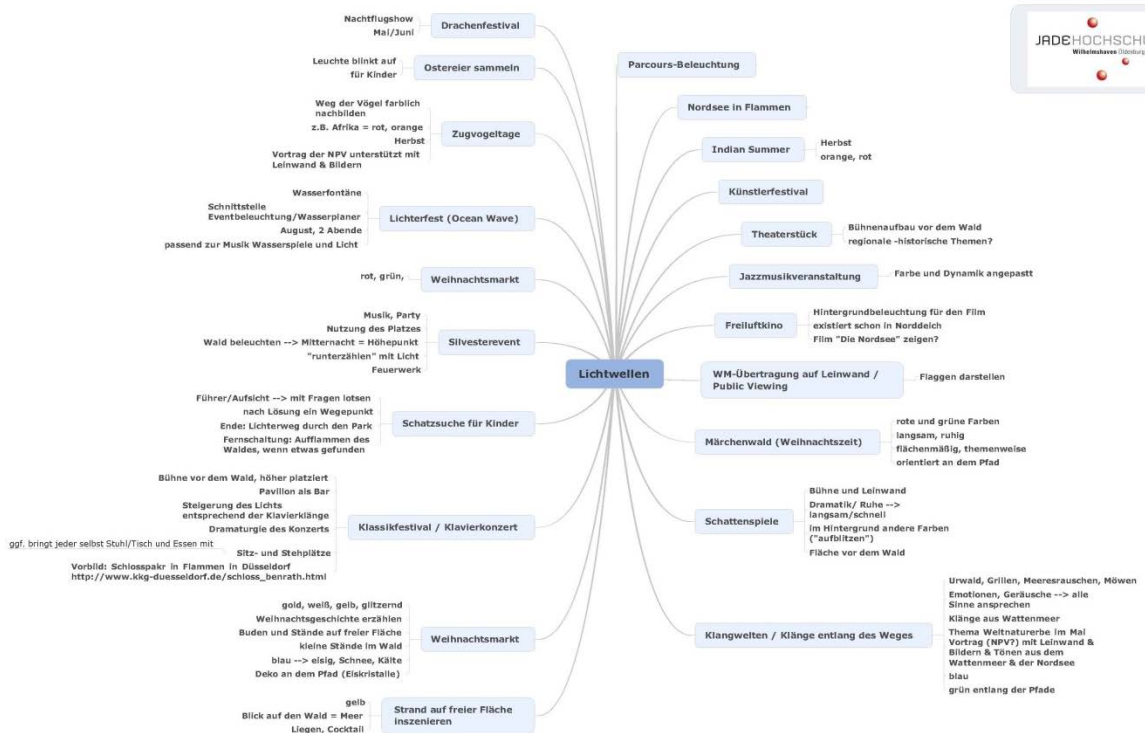 Nachtflugshow
Mai/Juni
Drachenfestival
Leuchte blinkt auf
für Kinder
Ostereier sammeln
Weg der Vögel farblich
nachbilden
z.B. Afrika = rot, orange
Herbst
Vortrag der NPV unterstützt mit
Leinwand & Bildern
Zugvogeltage
Wasserfontäne
Schnittstelle
Eventbeleuchtung/Wasserplaner
August, 2 Abende
passend zur Musik Wasserspiele und Licht
Lichterfest (Ocean Wave)
rot, grün,
Weihnachtsmarkt
Musik, Party
Nutzung des Platzes
Wald beleuchten --> Mitternacht = Höhepunkt
"runterzählen" mit Licht
Feuerwerk
Silvesterevent
Führer/Aufsicht --> mit Fragen lotsen
nach Lösung ein Wegepunkt
Ende: Lichterweg durch den Park
Fernschaltung: Aufflammen des
Waldes, wenn etwas gefunden
Schatzsuche für Kinder
Bühne vor dem Wald, höher platziert
Pavillon als Bar
Steigerung des Lichts
entsprechend der Klavierklänge
Dramaturgie des Konzerts
ggf. bringt jeder selbst Stuhl/Tisch und Essen mit
Sitz- und Stehplätze
Vorbild: Schlosspakr in Flammen in Düsseldorf
http://www.kkg-duesseldorf.de/schloss_benrath.html
Klassikfestival / Klavierkonzert
gold, weiß, gelb, glitzernd
Weihnachtsgeschichte erzählen
Buden und Stände auf freier Fläche
kleine Stände im Wald
blau --> eisig, Schnee, Kälte
Deko an dem Pfad (Eiskristalle)
Weihnachtsmarkt
gelb
Blick auf den Wald = Meer
Liegen, Cocktail
Strand auf freier Fläche
inszenieren
Lichtwellen
Parcours-Beleuchtung
Nordsee in Flammen
Indian Summer
Herbst
orange, rot
Künstlerfestival
Theaterstück
Bühnenaufbau vor dem Wald
regionale -historische Themen?
Jazzmusikveranstaltung
Farbe und Dynamik angepastt
Freiluftkino
Hintergrundbeleuchtung für den Film
existiert schon in Norddeich
Film "Die Nordsee" zeigen?
WM-Übertragung auf Leinwand /
Public Viewing
Flaggen darstellen
Märchenwald (Weihnachtszeit)
rote und grüne Farben
langsam, ruhig
flächenmäßig, themenweise
orientiert an dem Pfad
Schattenspiele
Bühne und Leinwand
Dramatik/ Ruhe -->
langsam/schnell
im Hintergrund andere Farben
("aufblitzen")
Fläche vor dem Wald
Klangwelten / Klänge entlang des Weges
Urwald, Grillen, Meeresrauschen, Möwen
Emotionen, Geräusche --> alle
Sinne ansprechen
Klänge aus Wattenmeer
Thema Weltnaturerbe im Mai
Vortrag (NPV?) mit Leinwand &
Bildern & Tönen aus dem
Wattenmeer & der Nordsee
blau
grün entlang der Pfade
JADEHOCHSCHU
Wilhelmshaven Oldenburg